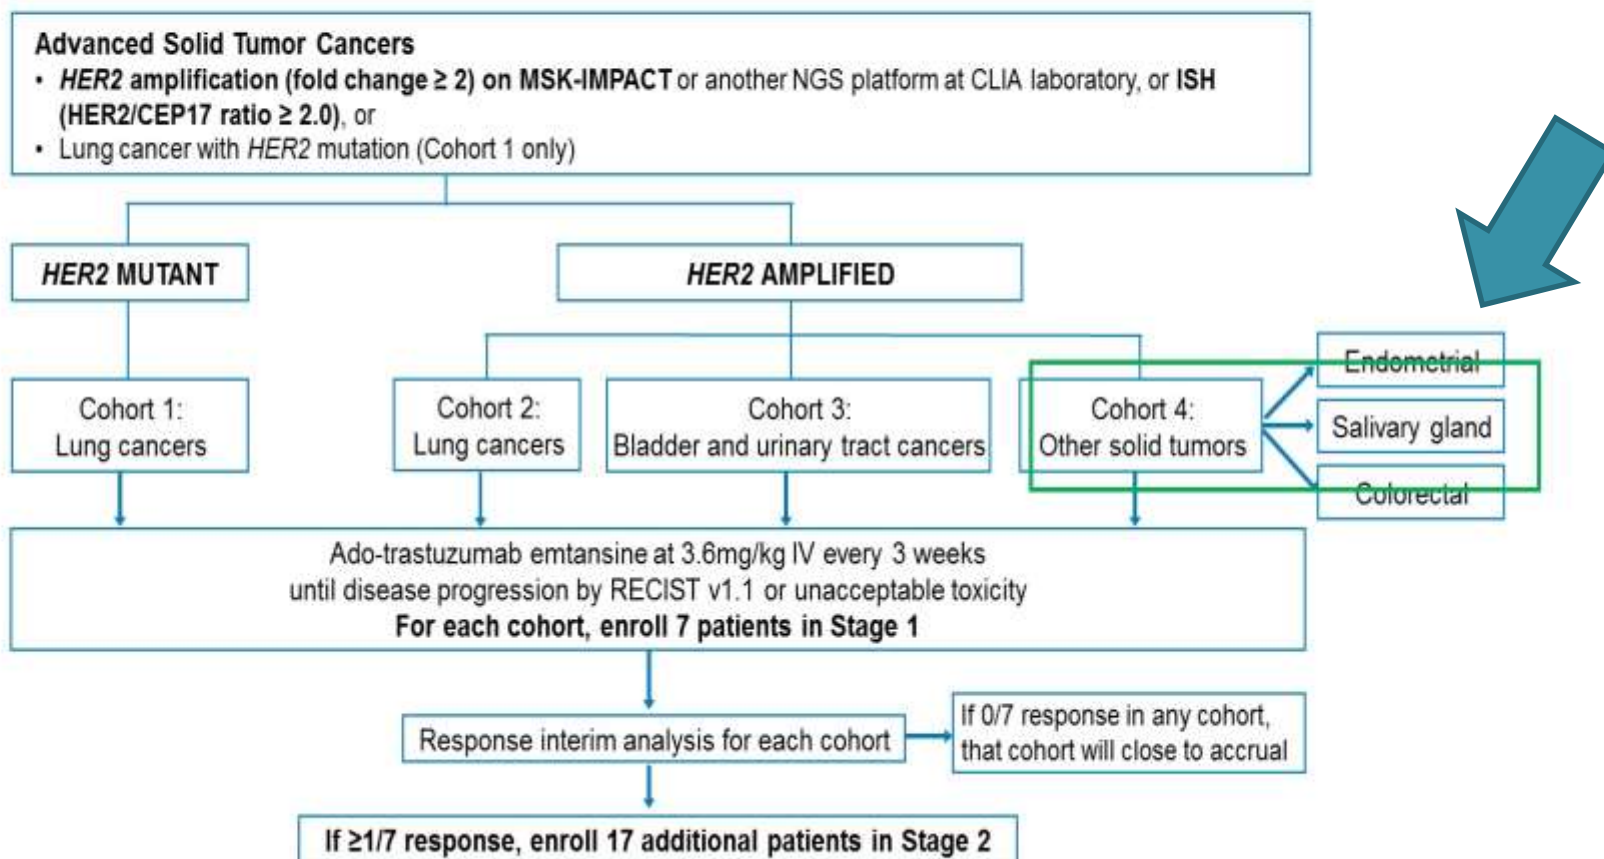 Advanced Solid Tumor Cancers
• HER2 amplification (fold change ≥ 2) on MSK-IMPACT or another NGS platform at CLIA laboratory, or ISH
(HER2/CEP17 ratio ≥ 2.0), or
• Lung cancer with HER2 mutation (Cohort 1 only)
HER2 MUTANT
HER2 AMPLIFIED
Cohort 1:
Lung cancers
Cohort 2:
Lung cancers
Cohort 3:
Bladder and urinary tract cancers
Cohort 4:
Other solid tumors
Endometrial
Salivary gland
Colorectal
Ado-trastuzumab emtansine at 3.6mg/kg IV every 3 weeks
until disease progression by RECIST v1.1 or unacceptable toxicity
For each cohort, enroll 7 patients in Stage 1
Response interim analysis for each cohort
If 0/7 response in any cohort,
that cohort will close to accrual
If ≥1/7 response, enroll 17 additional patients in Stage 2